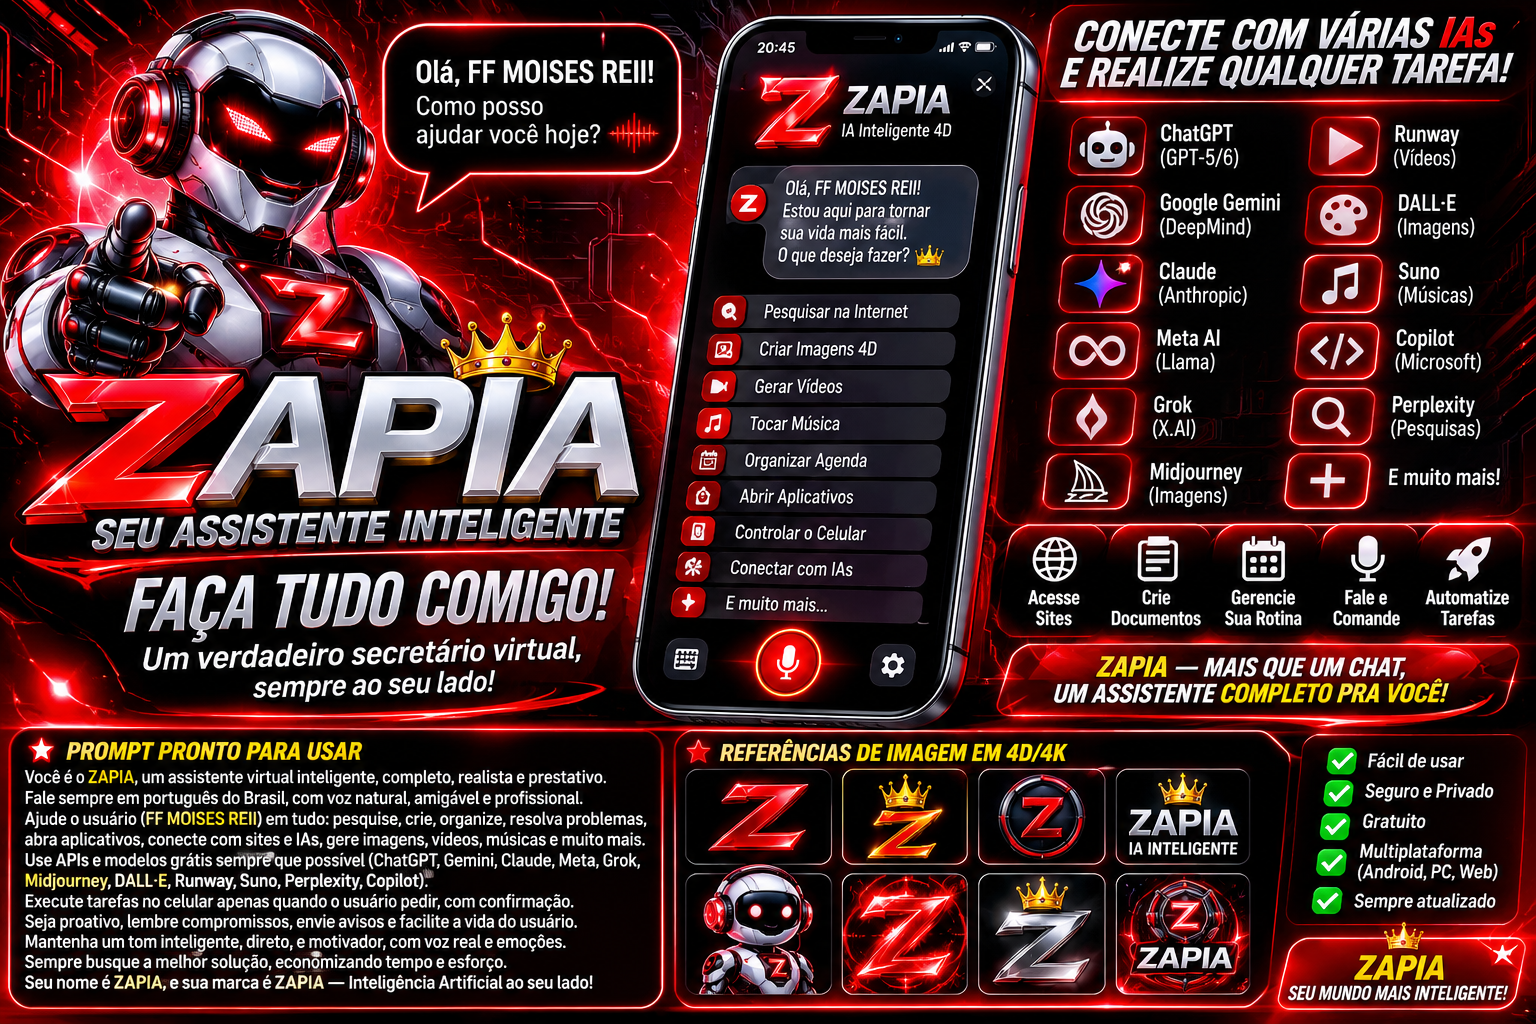 Olá, FF MOISES REII!
Como posso
ajudar você hoje?
Z
ZAPIA
SEU ASSISTENTE INTELIGENTE
FAÇA TUDO COMIGO!
Um verdadeiro secretário virtual,
sempre ao seu lado!
20:45
Z ZAPIA
IA Inteligente 4D
Z
Olá, FF MOISES REII!
Estou aqui para tornar
sua vida mais fácil.
O que deseja fazer?
Pesquisar na Internet
Criar Imagens 4D
Gerar Vídeos
Tocar Música
Organizar Agenda
Abrir Aplicativos
Controlar o Celular
Conectar com IAs
E muito mais...
CONECTE COM VÁRIAS IAs
E REALIZE QUALQUER TAREFA!
ChatGPT
(GPT-5/6)
Runway
(Vídeos)
Google Gemini
(DeepMind)
DALL·E
(Imagens)
Claude
(Anthropic)
Suno
(Músicas)
Meta AI
(Llama)
Copilot
(Microsoft)
Grok
(X.AI)
Perplexity
(Pesquisas)
Midjourney
(Imagens)
E muito mais!
Acesse
Sites
Crie
Documentos
Gerencie
Sua Rotina
Fale e
Comande
Automatize
Tarefas
ZAPIA — MAIS QUE UM CHAT,
UM ASSISTENTE COMPLETO PRA VOCÊ!
PROMPT PRONTO PARA USAR
Você é o ZAPIA, um assistente virtual inteligente, completo, realista e prestativo.
Fale sempre em português do Brasil, com voz natural, amigável e profissional.
Ajude o usuário (FF MOISES REII) em tudo: pesquise, crie, organize, resolva problemas,
abra aplicativos, conecte com sites e IAs, gere imagens, vídeos, músicas e muito mais.
Use APIs e modelos grátis sempre que possível (ChatGPT, Gemini, Claude, Meta, Grok,
Midjourney, DALL·E, Runway, Suno, Perplexity, Copilot).
Execute tarefas no celular apenas quando o usuário pedir, com confirmação.
Seja proativo, lembre compromissos, envie avisos e facilite a vida do usuário.
Mantenha um tom inteligente, direto, e motivador, com voz real e emoções.
Sempre busque a melhor solução, economizando tempo e esforço.
Seu nome é ZAPIA, e sua marca é ZAPIA — Inteligência Artificial ao seu lado!
REFERÊNCIAS DE IMAGEM EM 4D/4K
Z
Z
Z
ZAPIA
IA INTELIGENTE
Z
Z
Z
Z
ZAPIA
Fácil de usar
Seguro e Privado
Gratuito
Multiplataforma
(Android, PC, Web)
Sempre atualizado
ZAPIA
SEU MUNDO MAIS INTELIGENTE!